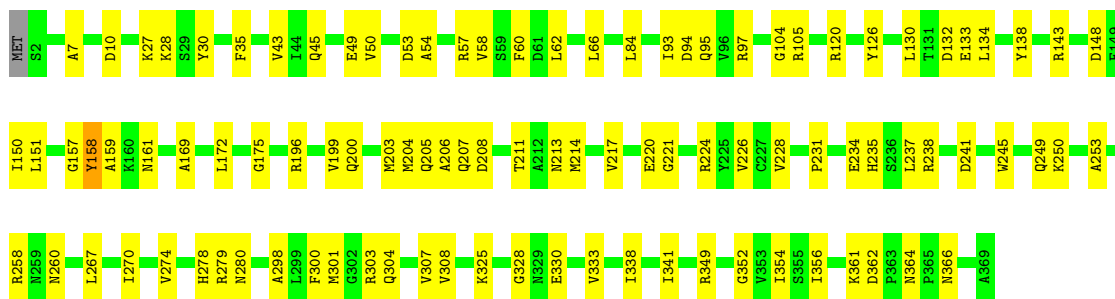 MET S2 A7 D10 K27 K28 S29 Y30 F35 V43 I44 Q45 E49 V50 D53 A54 R57 V58 S59 F60 D61 L62 L66 L84 I93 D94 Q95 V96 R97 G104 R105 R120 Y126 L130 T131 D132 E133 L134 Y138 R143 D148 E149
I150 L151 G157 Y158 A159 K160 N161 A169 L172 G175 R196 V199 Q200 M203 M204 Q205 A206 Q207 D208 T211 A212 N213 M214 V217 E220 G221 R224 Y225 V226 C227 V228 P231 E234 H235 S236 L237 R238 D241 W245 Q249 K250 A253
R258 N259 N260 L267 I270 V274 H278 R279 N280 A298 L299 F300 M301 G302 R303 Q304 V307 V308 K325 G328 N329 E330 V333 I338 I341 R349 G352 V353 I354 S355 I356 K361 D362 P363 N364 P365 N366 A369